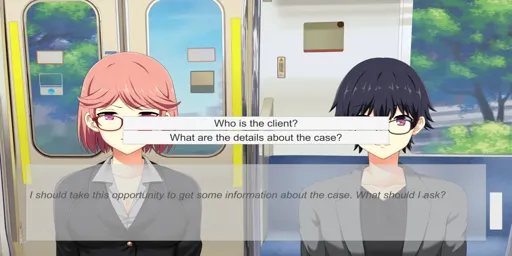 Who is the client?
What are the details about the case?
I should take this opportunity to get some information about the case. What should I ask?